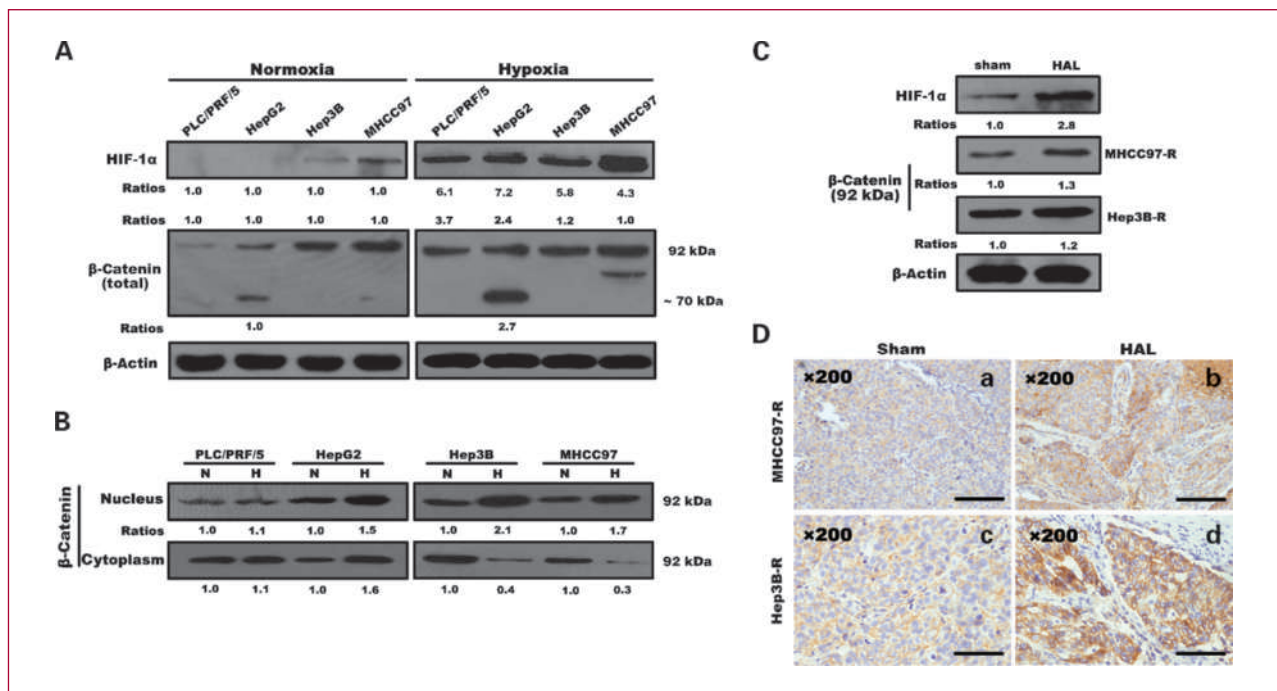 A
Normoxia Hypoxia
PLC/PRF/5 HepG2 Hep3B MHCC97 PLC/PRF/5 HepG2 Hep3B MHCC97
HIF-1α
Ratios 1.0 1.0 1.0 1.0 6.1 7.2 5.8 4.3
Ratios 1.0 1.0 1.0 1.0 3.7 2.4 1.2 1.0
92 kDa
β-Catenin
(total)
~ 70 kDa
Ratios 1.0 2.7
β-Actin
B
PLC/PRF/5 HepG2 Hep3B MHCC97
N H N H N H N H
β-Catenin
Nucleus 92 kDa
Ratios 1.0 1.1 1.0 1.5 1.0 2.1 1.0 1.7
Cytoplasm 92 kDa
1.0 1.1 1.0 1.6 1.0 0.4 1.0 0.3
C
sham HAL
HIF-1α
Ratios 1.0 2.8
MHCC97-R
β-Catenin
(92 kDa)
Ratios 1.0 1.3
Hep3B-R
Ratios 1.0 1.2
β-Actin
D
Sham HAL
MHCC97-R
×200 a ×200 b
Hep3B-R
×200 c ×200 d